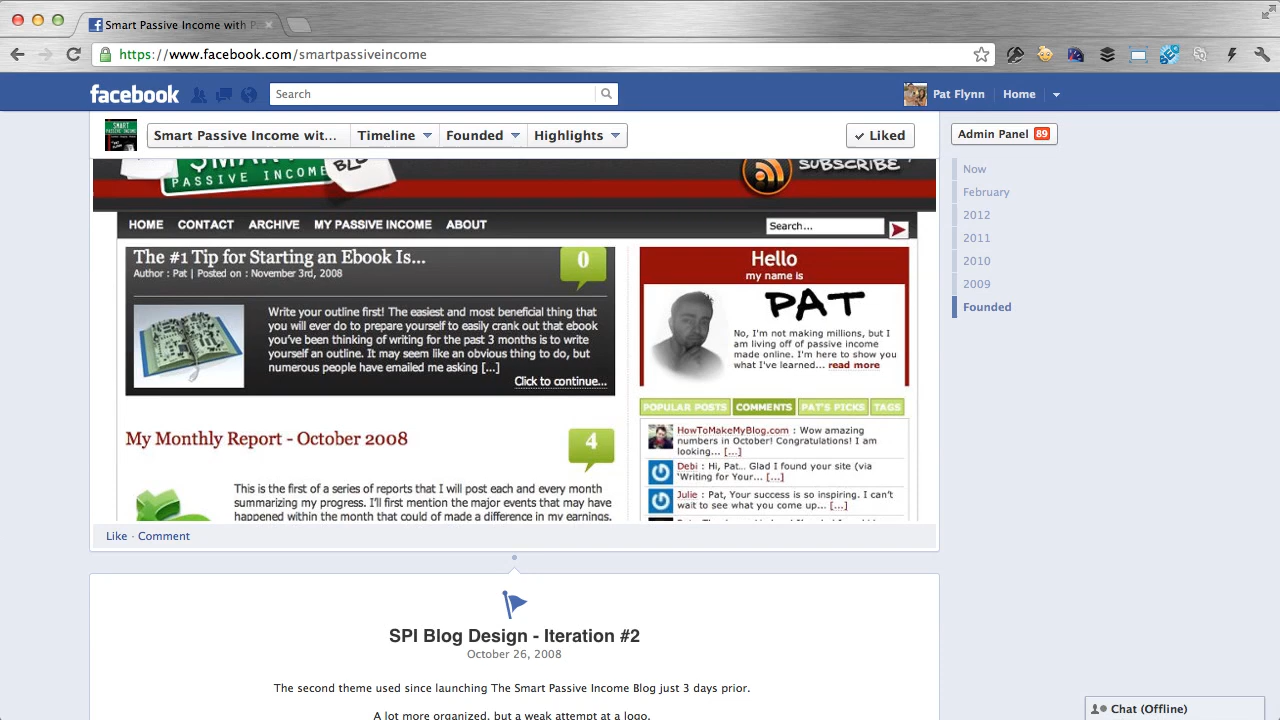 Smart Passive Income with P
https://www.facebook.com/smartpassiveincome
facebook
Search
Pat Flynn
Home
Smart Passive Income wit...
Timeline
Founded
Highlights
Liked
Admin Panel 89
Now
February
2012
2011
2010
2009
Founded
SMART
PASSIVE INCOME
BLOG
SUBSCRIBE
HOME CONTACT ARCHIVE MY PASSIVE INCOME ABOUT
Search...
The #1 Tip for Starting an Ebook Is...
Author : Pat | Posted on : November 3rd, 2008
0
Write your outline first! The easiest and most beneficial thing that
you will ever do to prepare yourself to easily crank out that ebook
you've been thinking of writing for the past 3 months is to write
yourself an outline. It may seem like an obvious thing to do, but
numerous people have emailed me asking [...]
Click to continue...
My Monthly Report - October 2008
4
This is the first of a series of reports that I will post each and every month
summarizing my progress. I'll first mention the major events that may have
happened within the month that could of made a difference in my earnings.
Hello
my name is
PAT
No, I'm not making millions, but I
am living off of passive income
made online. I'm here to show you
what I've learned... read more
POPULAR POSTS COMMENTS PAT'S PICKS TAGS
HowToMakeMyBlog.com : Wow amazing
numbers in October! Congratulations! I am
looking... [...]
Debi : Hi, Pat... Glad I found your site (via
'Writing for Your... [...]
Julie : Pat, Your success is so inspiring. I can't
wait to see what you come up... [...]
Like · Comment
SPI Blog Design - Iteration #2
October 26, 2008
The second theme used since launching The Smart Passive Income Blog just 3 days prior.
A lot more organized, but a weak attempt at a logo.
Chat (Offline)